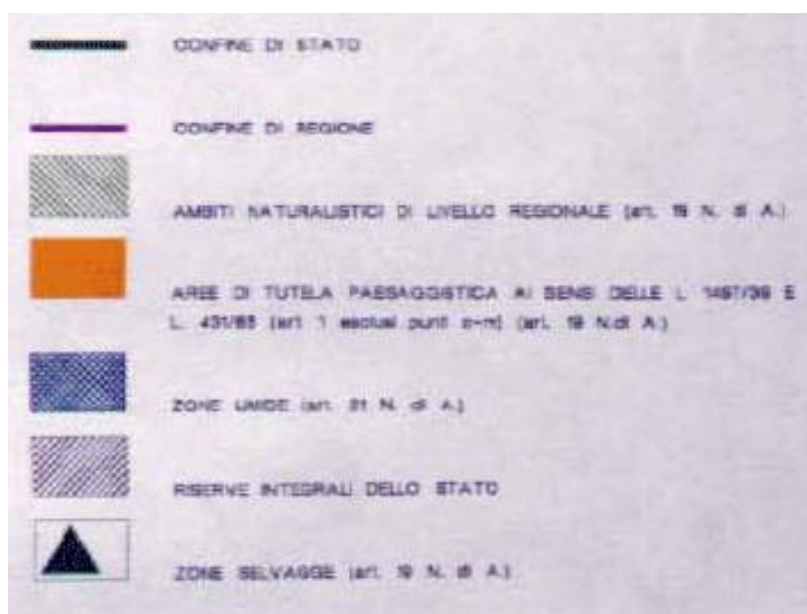 CONFINE DI STATO
CONFINE DI REGIONE
AMBITI NATURALISTICI DI LIVELLO REGIONALE (art. 19 N. di A.)
AREE DI TUTELA PAESAGGISTICA AI SENSI DELLE L. 1497/39 E
L. 431/85 (art. 1 esclusi punti (art. 19 N.di A.)
ZONE UMIDE (art. 21 N. di A.)
RISERVE INTEGRALI DELLO STATO
ZONE SELVAGGE (art. 19 N. di A.)